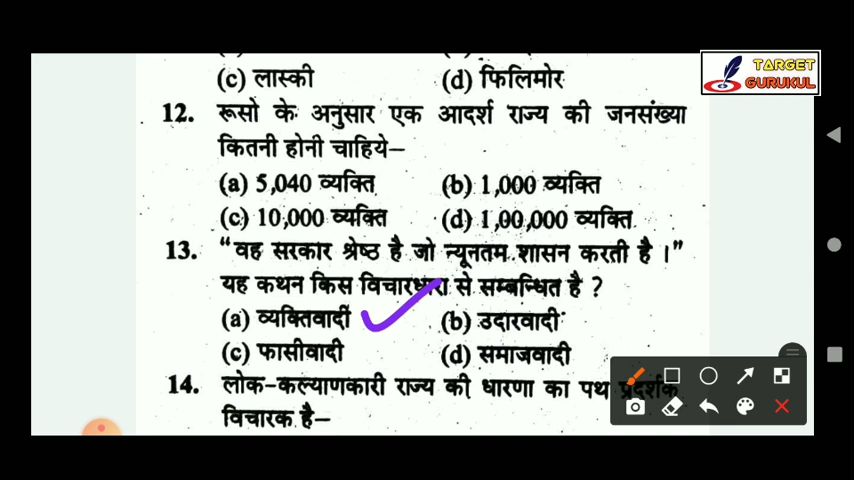 (c) लास्की (d) फिलिमोर
TARGET
GURUKUL
12. रूसो के अनुसार एक आदर्श राज्य की जनसंख्या
कितनी होनी चाहिये–
(a) 5,040 व्यक्ति (b) 1,000 व्यक्ति
(c) 10,000 व्यक्ति (d) 1,00,000 व्यक्ति
13. “वह सरकार श्रेष्ठ है जो न्यूनतम शासन करती है।”
यह कथन किस विचारधारा से सम्बन्धित है ?
(a) व्यक्तिवादी (b) उदारवादी
(c) फासीवादी (d) समाजवादी
14. लोक-कल्याणकारी राज्य की धारणा का पथ प्रदर्शक
विचारक है–